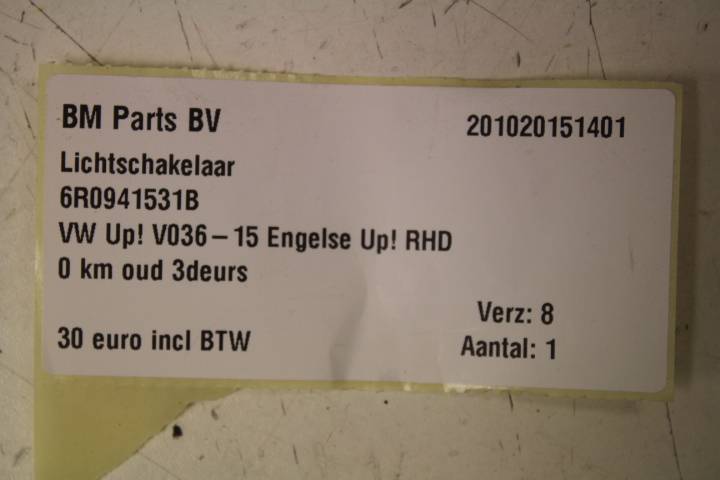 BM Parts BV 201020151401
Lichtschakelaar
6R0941531B
VW Up! V036-15 Engelse Up! RHD
0 km oud 3deurs
Verz: 8
30 euro incl BTW Aantal: 1